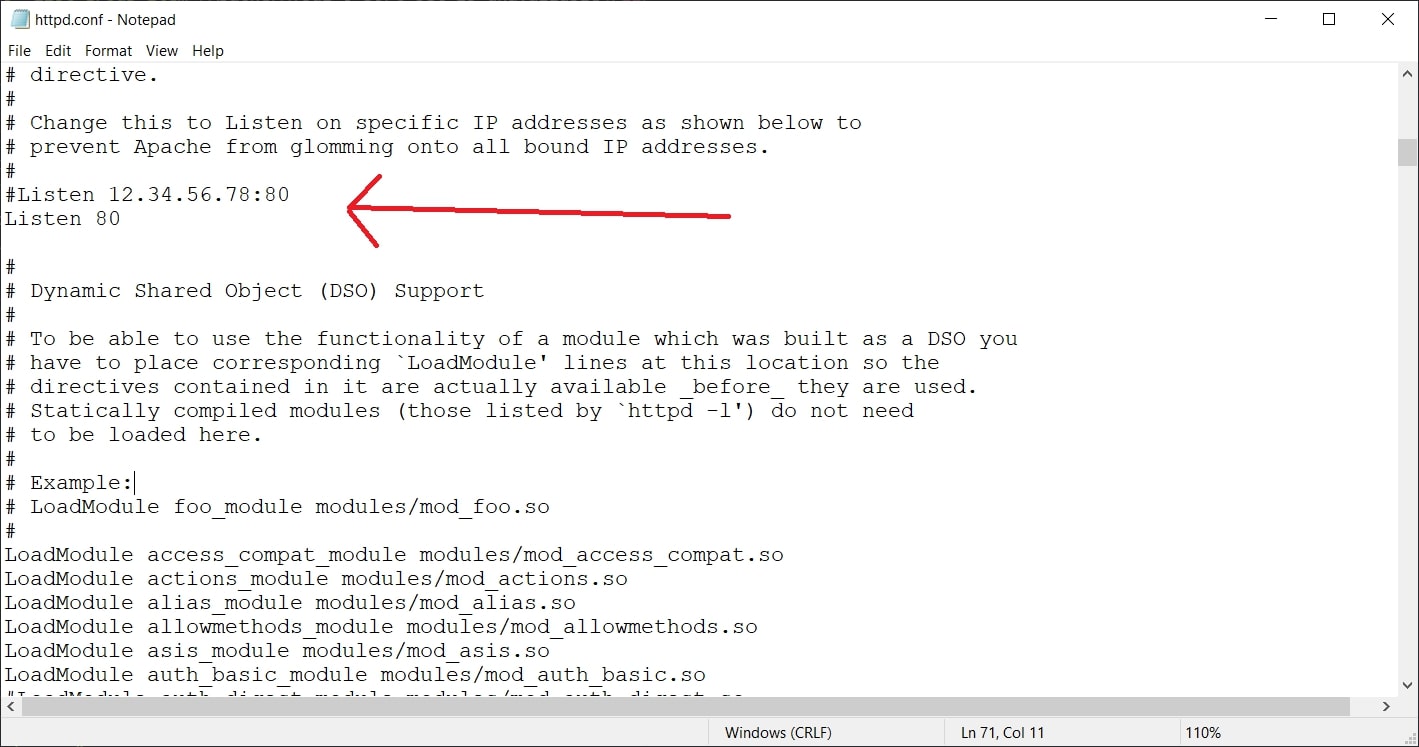 httpd.conf - Notepad
File Edit Format View Help
# directive.
#
# Change this to Listen on specific IP addresses as shown below to
# prevent Apache from glomming onto all bound IP addresses.
#
#Listen 12.34.56.78:80
Listen 80
#
# Dynamic Shared Object (DSO) Support
#
# To be able to use the functionality of a module which was built as a DSO you
# have to place corresponding `LoadModule' lines at this location so the
# directives contained in it are actually available _before_ they are used.
# Statically compiled modules (those listed by `httpd -l') do not need
# to be loaded here.
#
# Example:
# LoadModule foo_module modules/mod_foo.so
#
LoadModule access_compat_module modules/mod_access_compat.so
LoadModule actions_module modules/mod_actions.so
LoadModule alias_module modules/mod_alias.so
LoadModule allowmethods_module modules/mod_allowmethods.so
LoadModule asis_module modules/mod_asis.so
LoadModule auth_basic_module modules/mod_auth_basic.so
Windows (CRLF) Ln 71, Col 11 110%